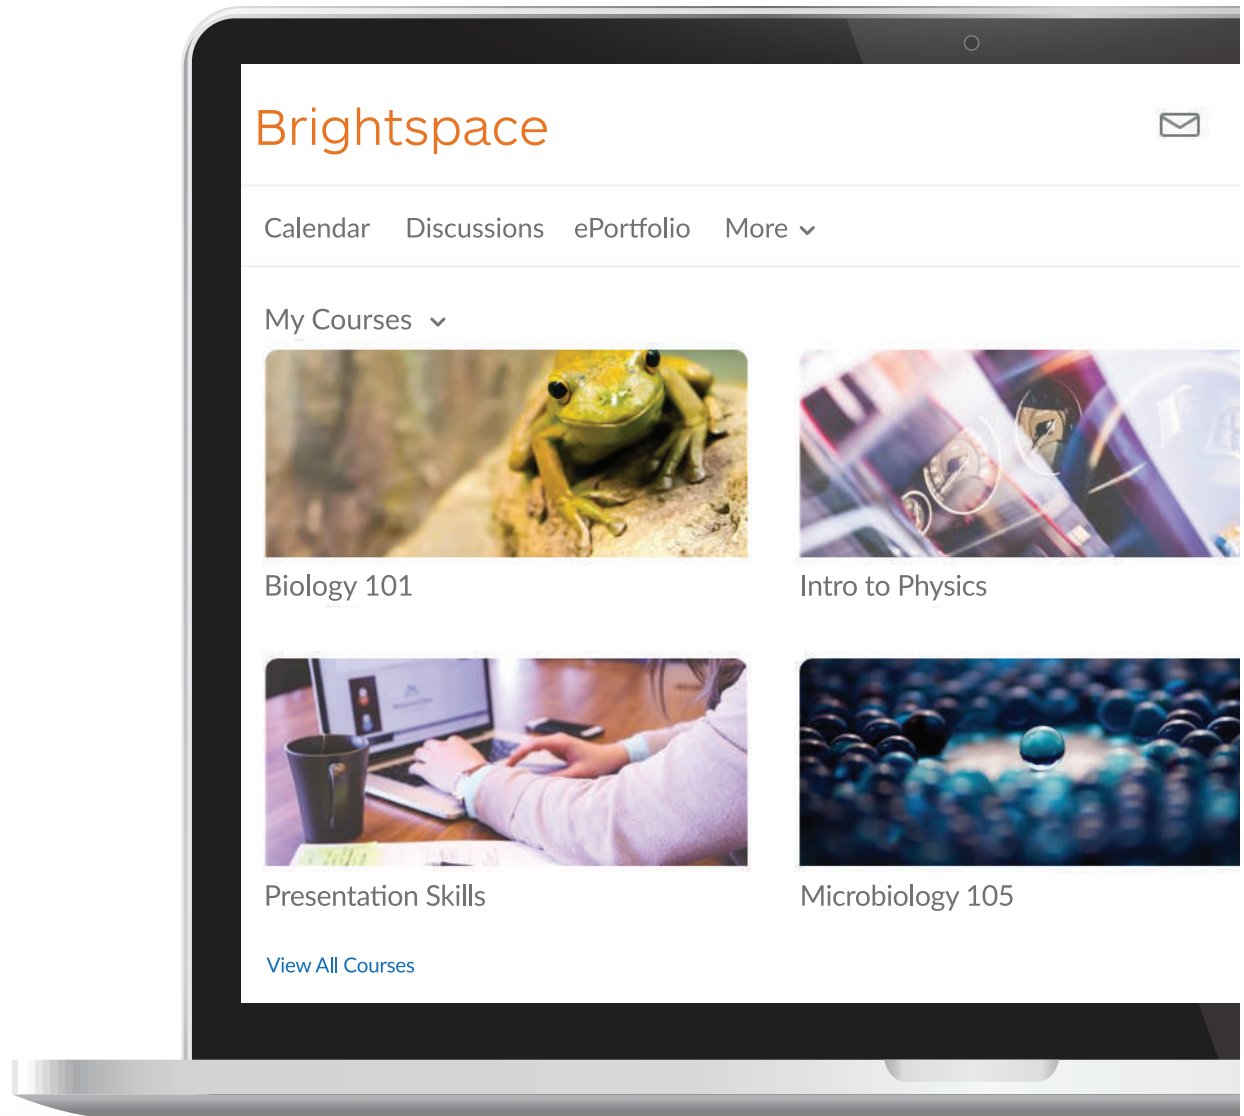 Brightspace
Calendar Discussions ePortfolio More
My Courses
Biology 101
Intro to Physics
Presentation Skills
Microbiology 105
View All Courses